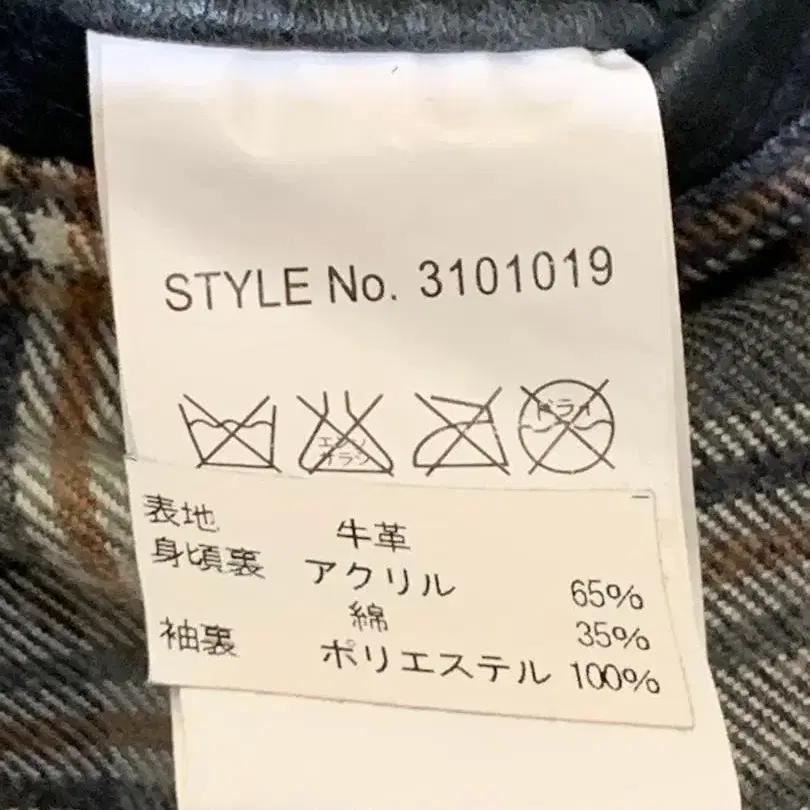 STYLE No. 3101019
エンソ
サラシ
ドライ
表地 牛革
身頃裏 アクリル 65%
綿 35%
袖裏 ポリエステル 100%